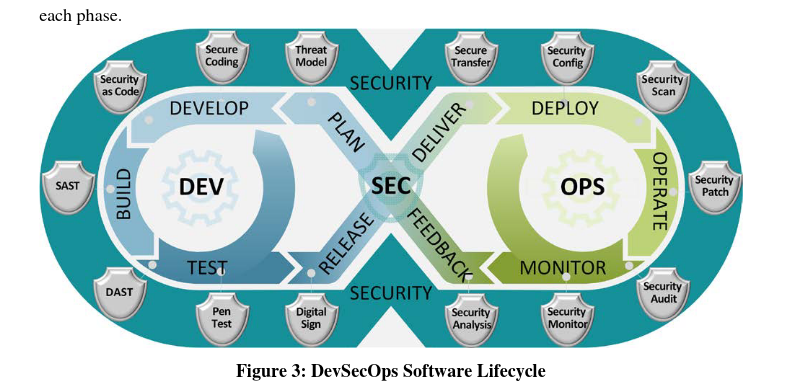 each phase.
Secure
Coding
Threat
Model
Secure
Transfer
Security
Config
Security
as Code
SECURITY
Security
Scan
DEVELOP
PLAN
DELIVER
DEPLOY
SAST
BUILD
DEV
SEC
OPS
OPERATE
Security
Patch
TEST
RELEASE
FEEDBACK
MONITOR
DAST
SECURITY
Security
Audit
Pen
Test
Digital
Sign
Security
Analysis
Security
Monitor
Figure 3: DevSecOps Software Lifecycle